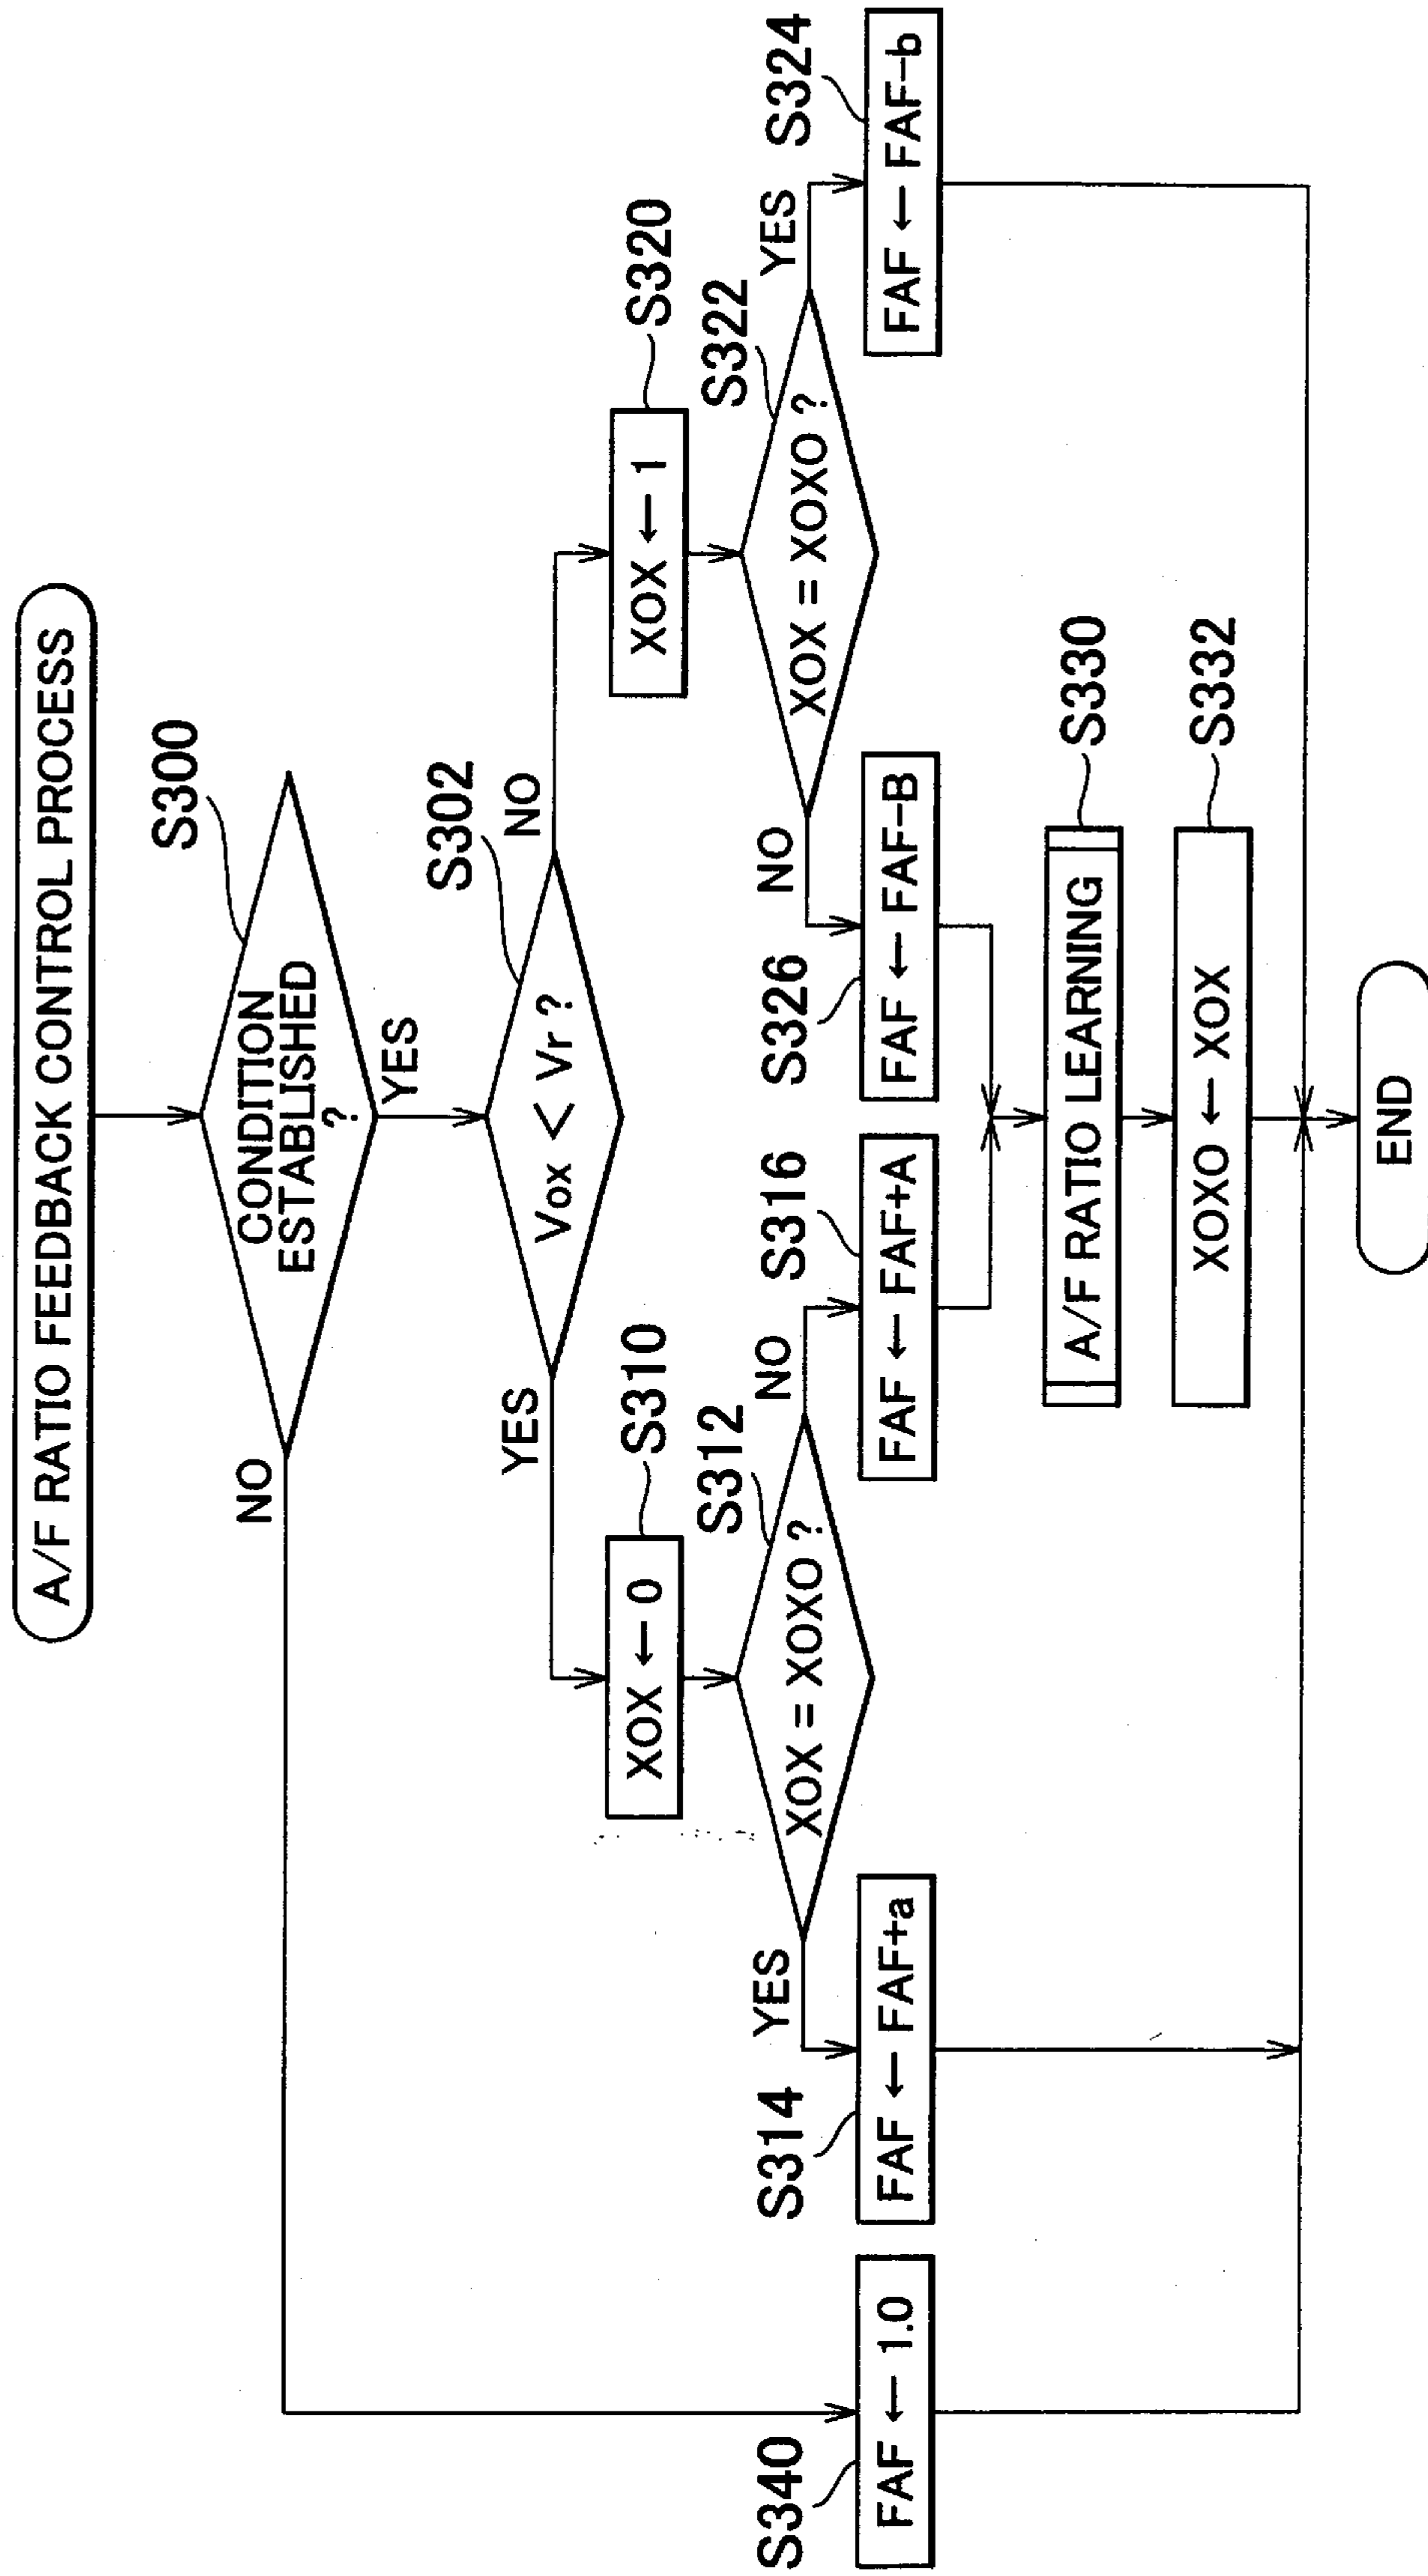 A/F RATIO FEEDBACK CONTROL PROCESS
S300
CONDITION
ESTABLISHED
?
NO
YES
S302
Vox < Vr ?
YES
NO
S310
XOX ← 0
S320
XOX ← 1
S312
XOX = XOXO ?
YES
NO
S322
XOX = XOXO ?
NO
YES
S340
FAF ← 1.0
S314
FAF ← FAF+a
S316
FAF ← FAF+A
S326
FAF ← FAF-B
S324
FAF ← FAF-b
A/F RATIO LEARNING
S330
XOXO ← XOX
S332
END